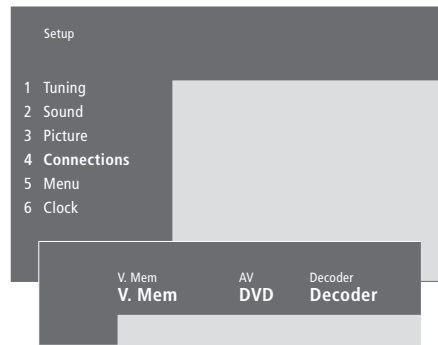 Setup
1 Tuning
2 Sound
3 Picture
4 Connections
5 Menu
6 Clock
V. Mem AV Decoder
V. Mem DVD Decoder